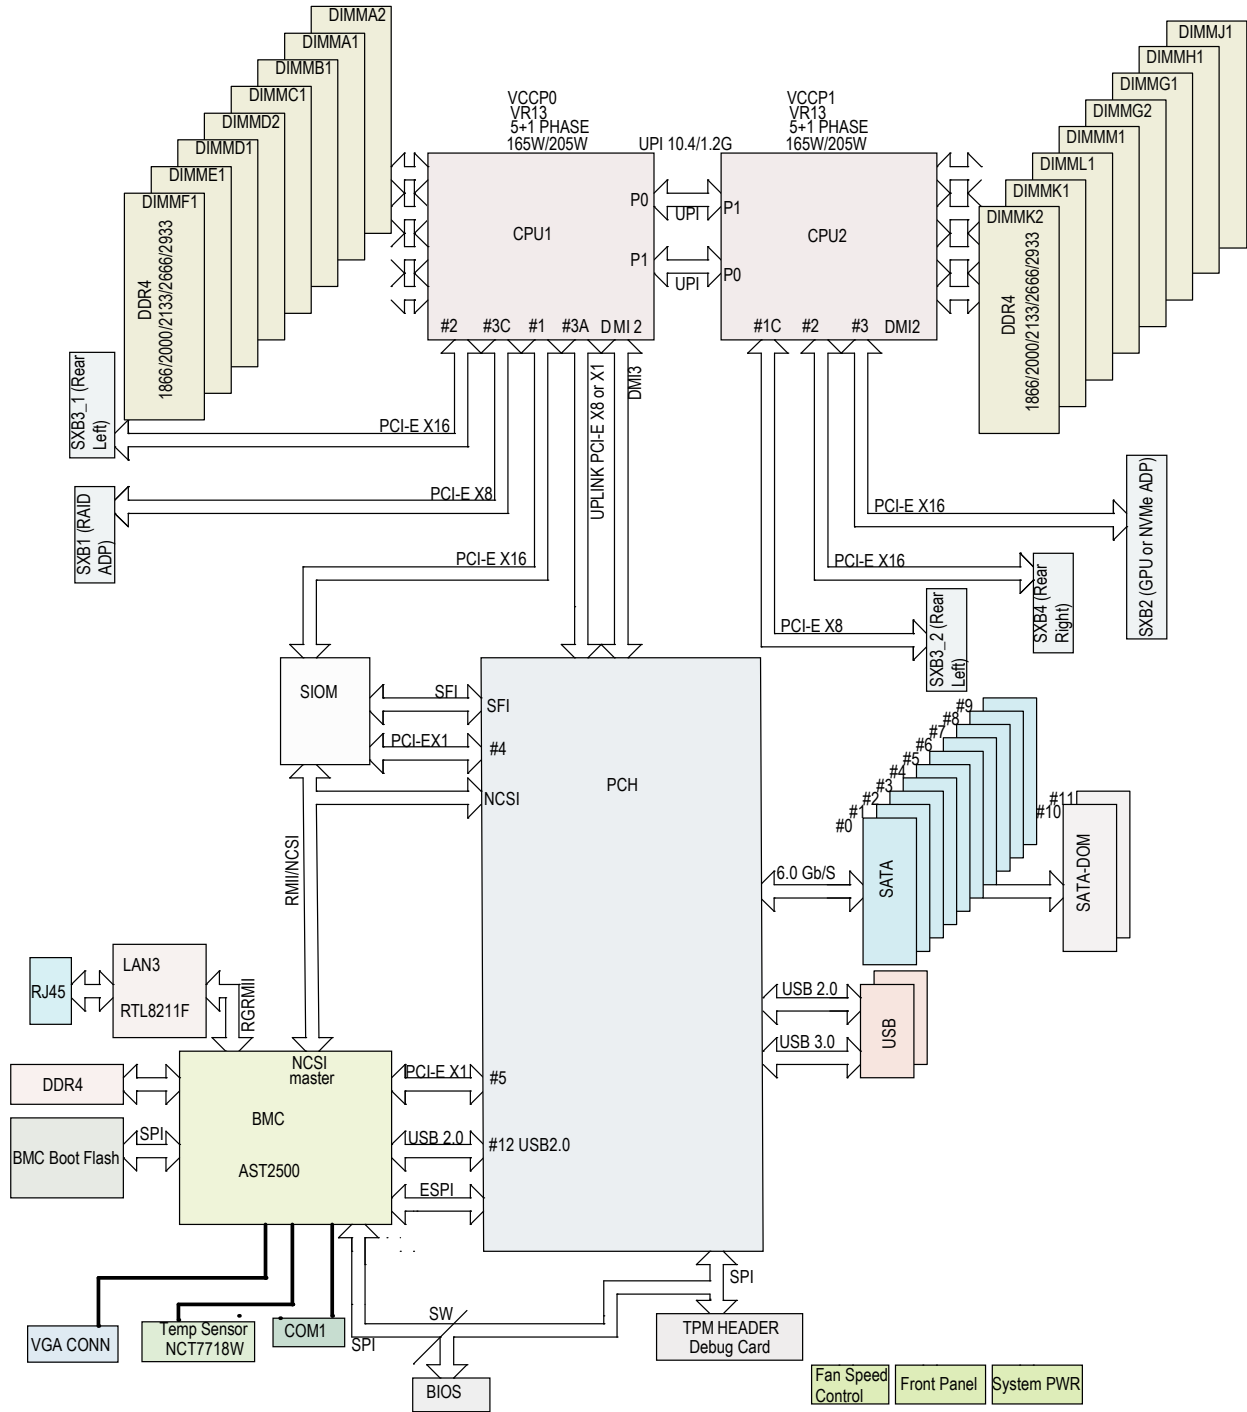 DIMMA2
DIMMA1
DIMMB1
DIMMC1
DIMMD2
DIMMD1
DIMME1
DIMMF1
DDR4
1866/2000/2133/2666/2933
DIMMJ1
DIMMH1
DIMMG1
DIMMG2
DIMMM1
DIMML1
DIMMK1
DIMMK2
DDR4
1866/2000/2133/2666/2933
VCCP0
VR13
5+1 PHASE
165W/205W
UPI 10.4/1.2G
VCCP1
VR13
5+1 PHASE
165W/205W
P0
UPI
P1
CPU1
CPU2
P1
UPI
P0
#2
#3C
#1
#3A
DMI 2
#1C
#2
#3
DMI2
SXB3_1 (Rear
Left)
PCI-E X16
UPLINK PCI-E X8 or X1
DMI3
SXB1 (RAID
ADP)
PCI-E X8
PCI-E X16
PCI-E X16
SXB2 (GPU or NVMe ADP)
PCI-E X16
SXB4 (Rear
Right)
PCI-E X8
SXB3_2 (Rear
Left)
SIOM
SFI
SFI
PCI-EX1
#4
NCSI
PCH
RMII/NCSI
#9
#8
#7
#6
#5
#4
#3
#2
#1
#0
SATA
6.0 Gb/S
#11
#10
SATA-DOM
RJ45
LAN3
RTL8211F
RGRMII
USB 2.0
USB 3.0
USB
NCSI
master
DDR4
BMC
AST2500
PCI-E X1
#5
BMC Boot Flash
SPI
USB 2.0
#12 USB2.0
ESPI
SPI
VGA CONN
Temp Sensor
NCT7718W
COM1
SPI
SW
BIOS
TPM HEADER
Debug Card
Fan Speed
Control
Front Panel
System PWR